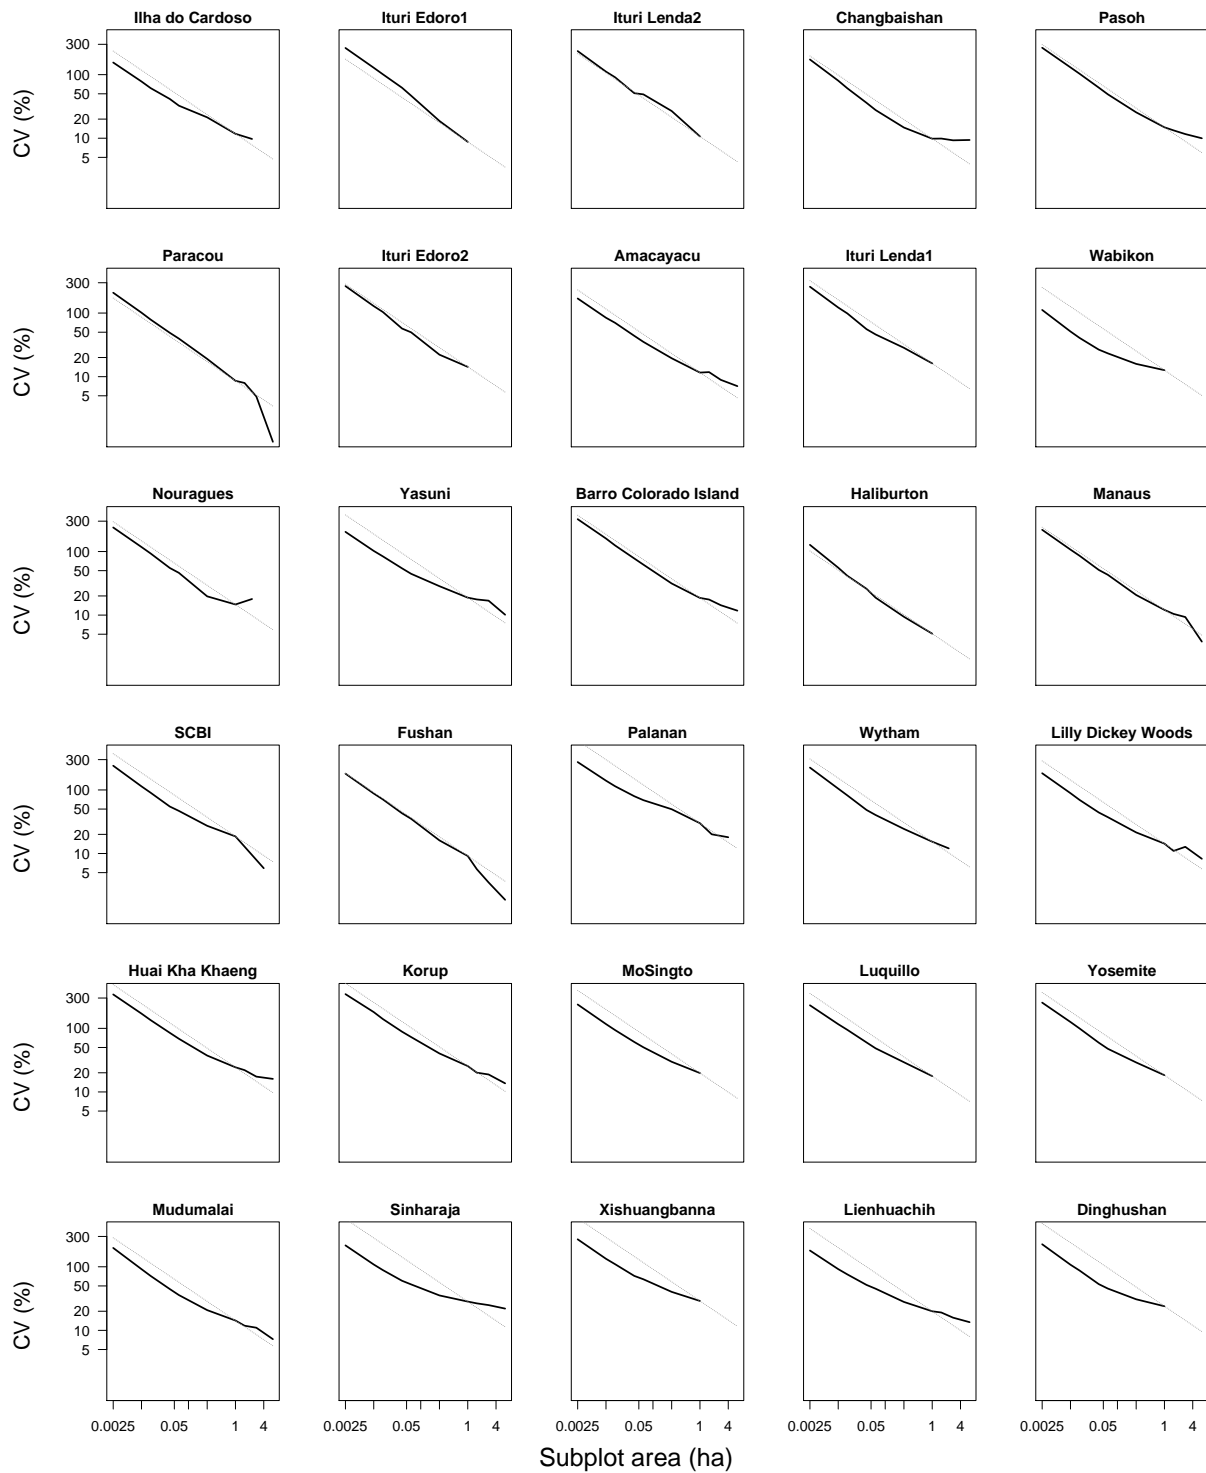 Ilha do Cardoso Ituri Edoro1 Ituri Lenda2 Changbaishan Pasoh
CV (%) 300 100 50 20 10 5
Paracou Ituri Edoro2 Amacayacu Ituri Lenda1 Wabikon
CV (%) 300 100 50 20 10 5
Nouragues Yasuni Barro Colorado Island Haliburton Manaus
CV (%) 300 100 50 20 10 5
SCBI Fushan Palanan Wytham Lilly Dickey Woods
CV (%) 300 100 50 20 10 5
Huai Kha Khaeng Korup MoSingto Luquillo Yosemite
CV (%) 300 100 50 20 10 5
Mudumalai Sinharaja Xishuangbanna Lienhuachih Dinghushan
CV (%) 300 100 50 20 10 5
0.0025 0.05 1 4 0.0025 0.05 1 4 0.0025 0.05 1 4 0.0025 0.05 1 4 0.0025 0.05 1 4
Subplot area (ha)